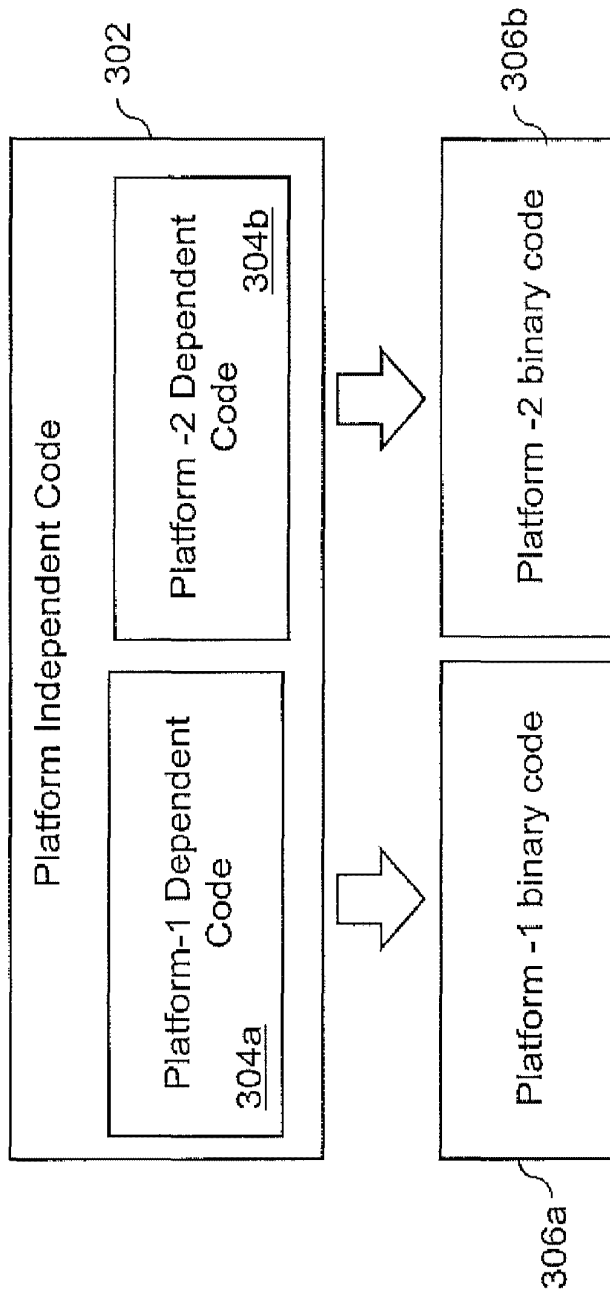 Platform Independent Code
302
Platform-1 Dependent
Code
304a
Platform -2 Dependent
Code
304b
Platform -1 binary code
306a
Platform -2 binary code
306b